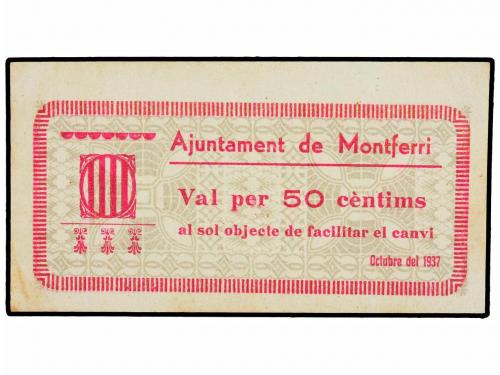 Ajuntament de Montferri
Val per 50 cèntims
al sol objecte de facilitar el canvi
Octubre del 1937